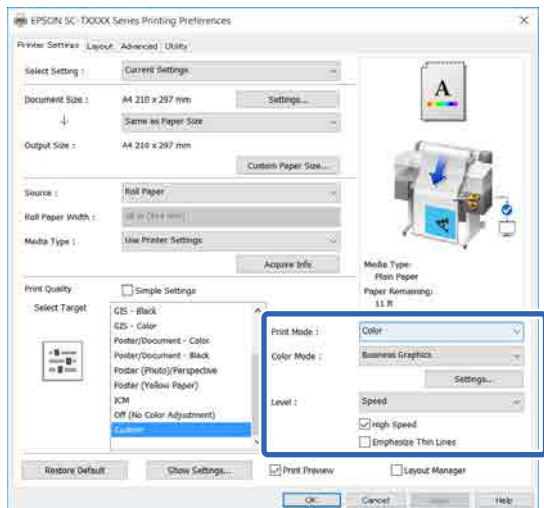 EPSON SC-TXXXX Series Printing Preferences
Printer Settings Layout Advanced Utility
Select Setting : Current Settings
Document Size : A4 210 x 297 mm Settings...
Same as Paper Size
Output Size : A4 210 x 297 mm
Custom Paper Size...
Source : Roll Paper
Roll Paper Width :
Media Type : Use Printer Settings
Acquire Info
Print Quality Simple Settings
Select Target
GIS - Black
GIS - Color
Poster/Document - Color
Poster/Document - Black
Poster (Photo)/Perspective
Poster (Yellow Paper)
ICM
Off (No Color Adjustment)
Custom
A
Media Type:
Plain Paper
Paper Remaining:
11 ft
Print Mode : Color
Color Mode : Business Graphics
Settings...
Level : Speed
High Speed
Emphasize Thin Lines
Restore Default Show Settings... Print Preview Layout Manager
OK Cancel Help